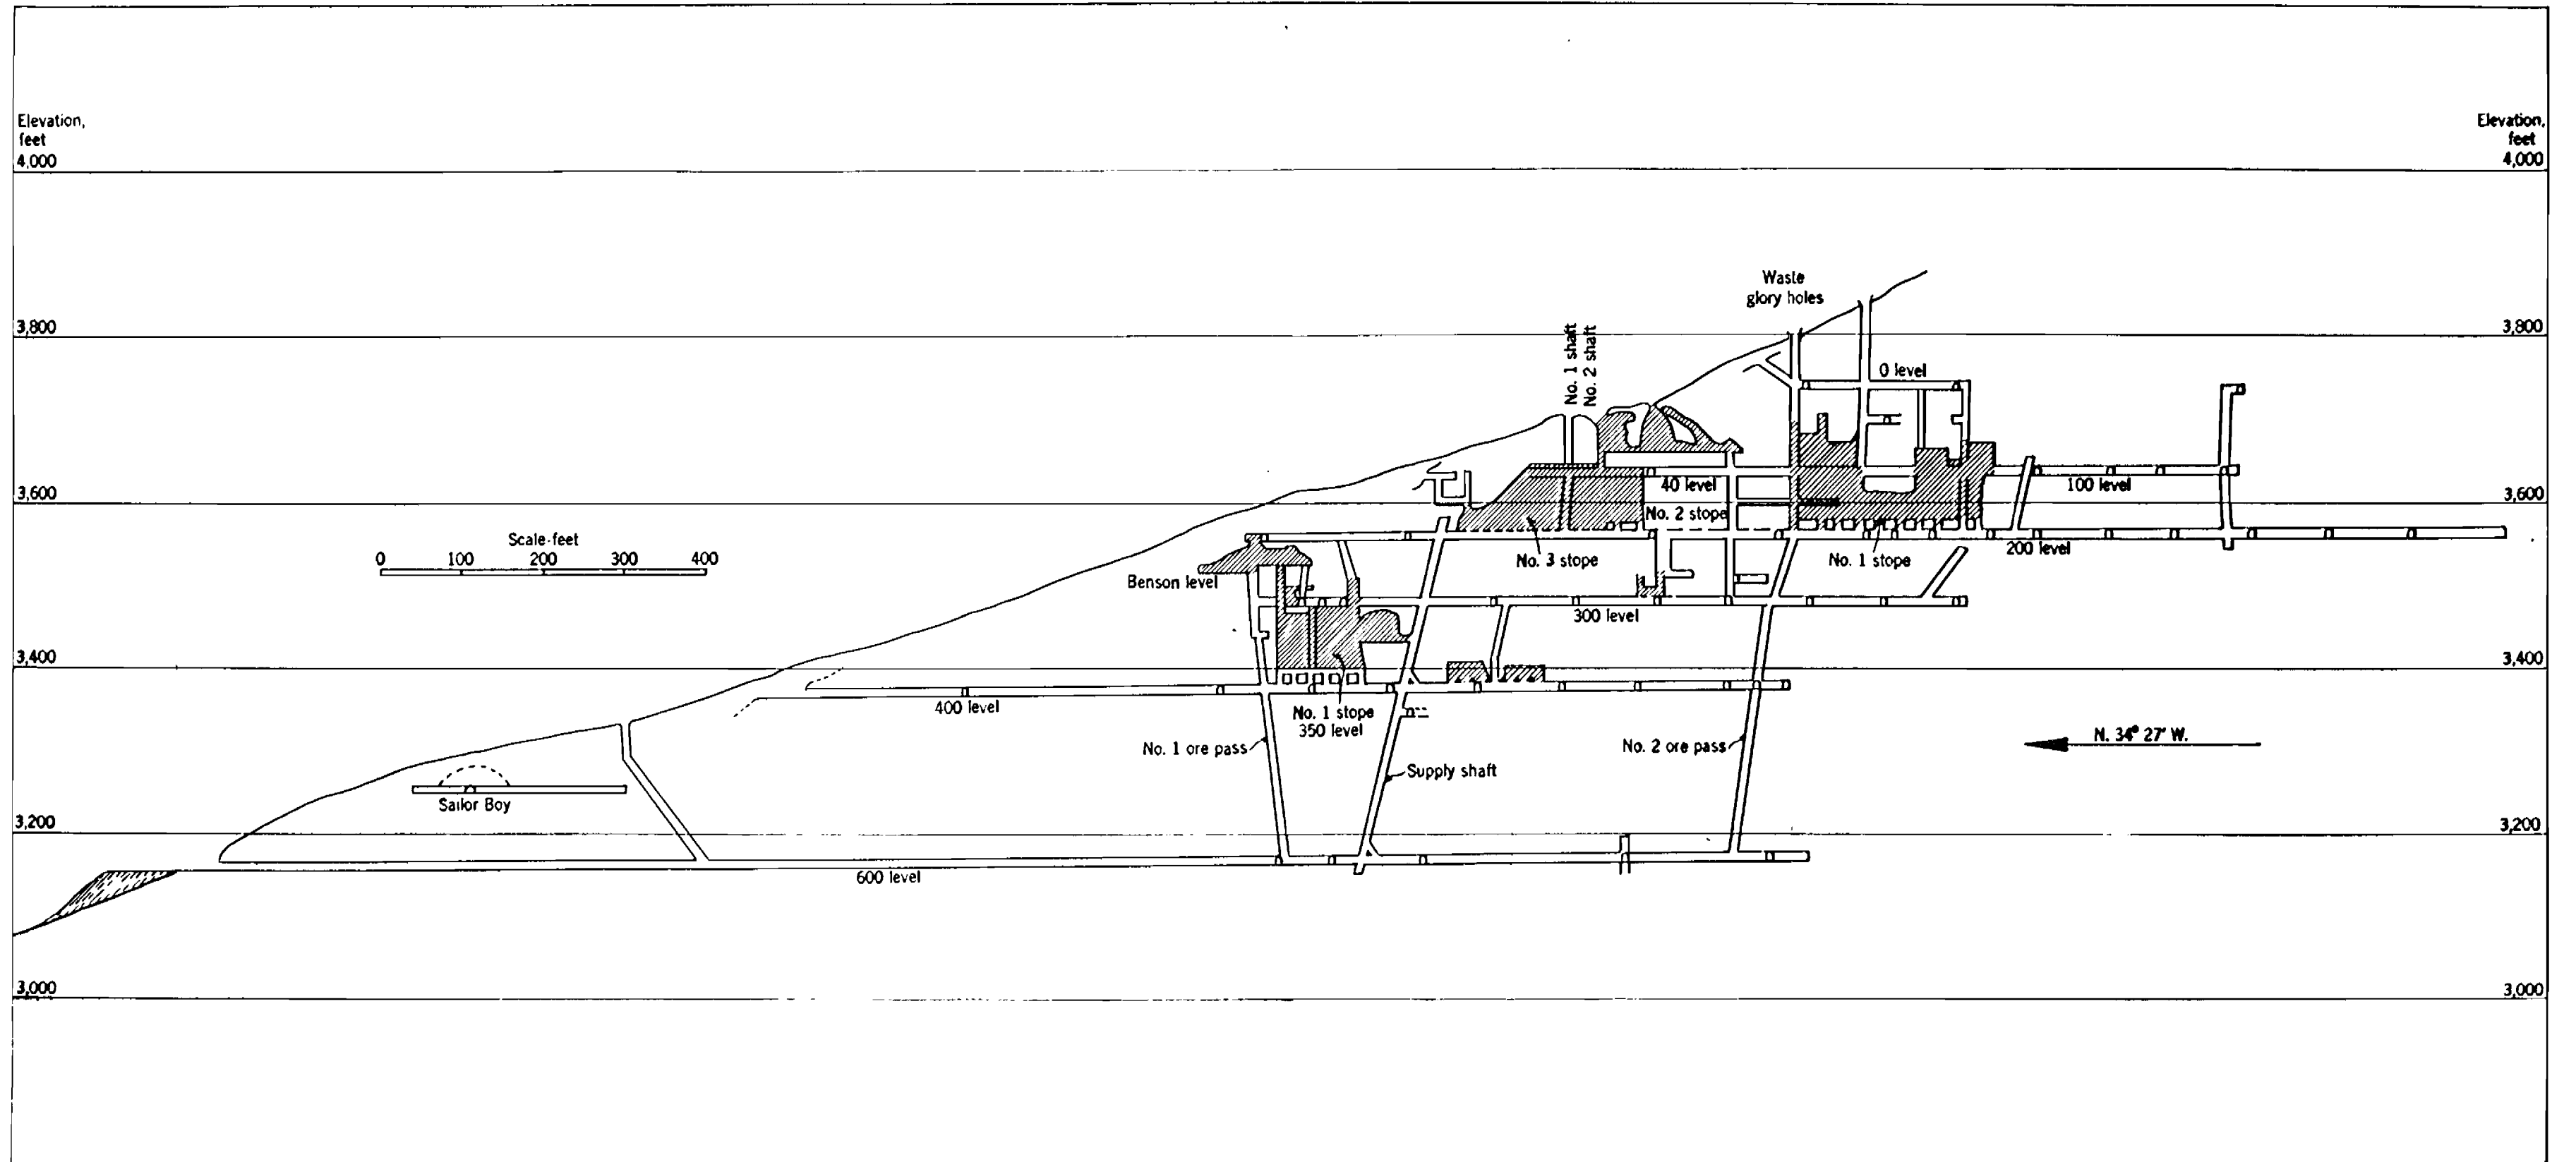 Elevation,
feet
4,000
Elevation,
feet
4,000
Waste
glory holes
3,800
No. 1 shaft
No. 2 shaft
3,800
0 level
3,600
40 level
100 level
3,600
No. 2 stope
Scale-feet
0 100 200 300 400
No. 3 stope
No. 1 stope
200 level
Benson level
300 level
3,400
3,400
400 level
No. 1 stope
350 level
No. 1 ore pass
No. 2 ore pass
N. 34° 27' W.
Supply shaft
Sailor Boy
3,200
3,200
600 level
3,000
3,000